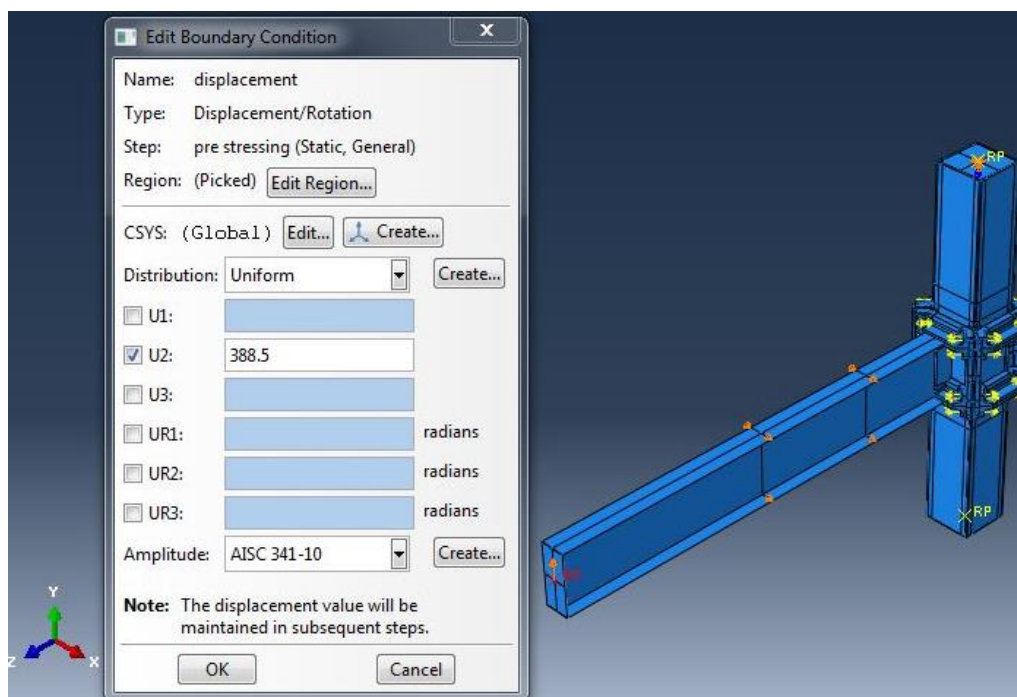 Edit Boundary Condition
X
Name: displacement
Type: Displacement/Rotation
Step: pre stressing (Static, General)
Region: (Picked) Edit Region...
CSYS: (Global) Edit... Create...
Distribution: Uniform Create...
U1:
U2: 388.5
U3:
UR1: radians
UR2: radians
UR3: radians
Amplitude: AISC 341-10 Create...
Note: The displacement value will be
maintained in subsequent steps.
OK Cancel
RP
RP
Y
Z X